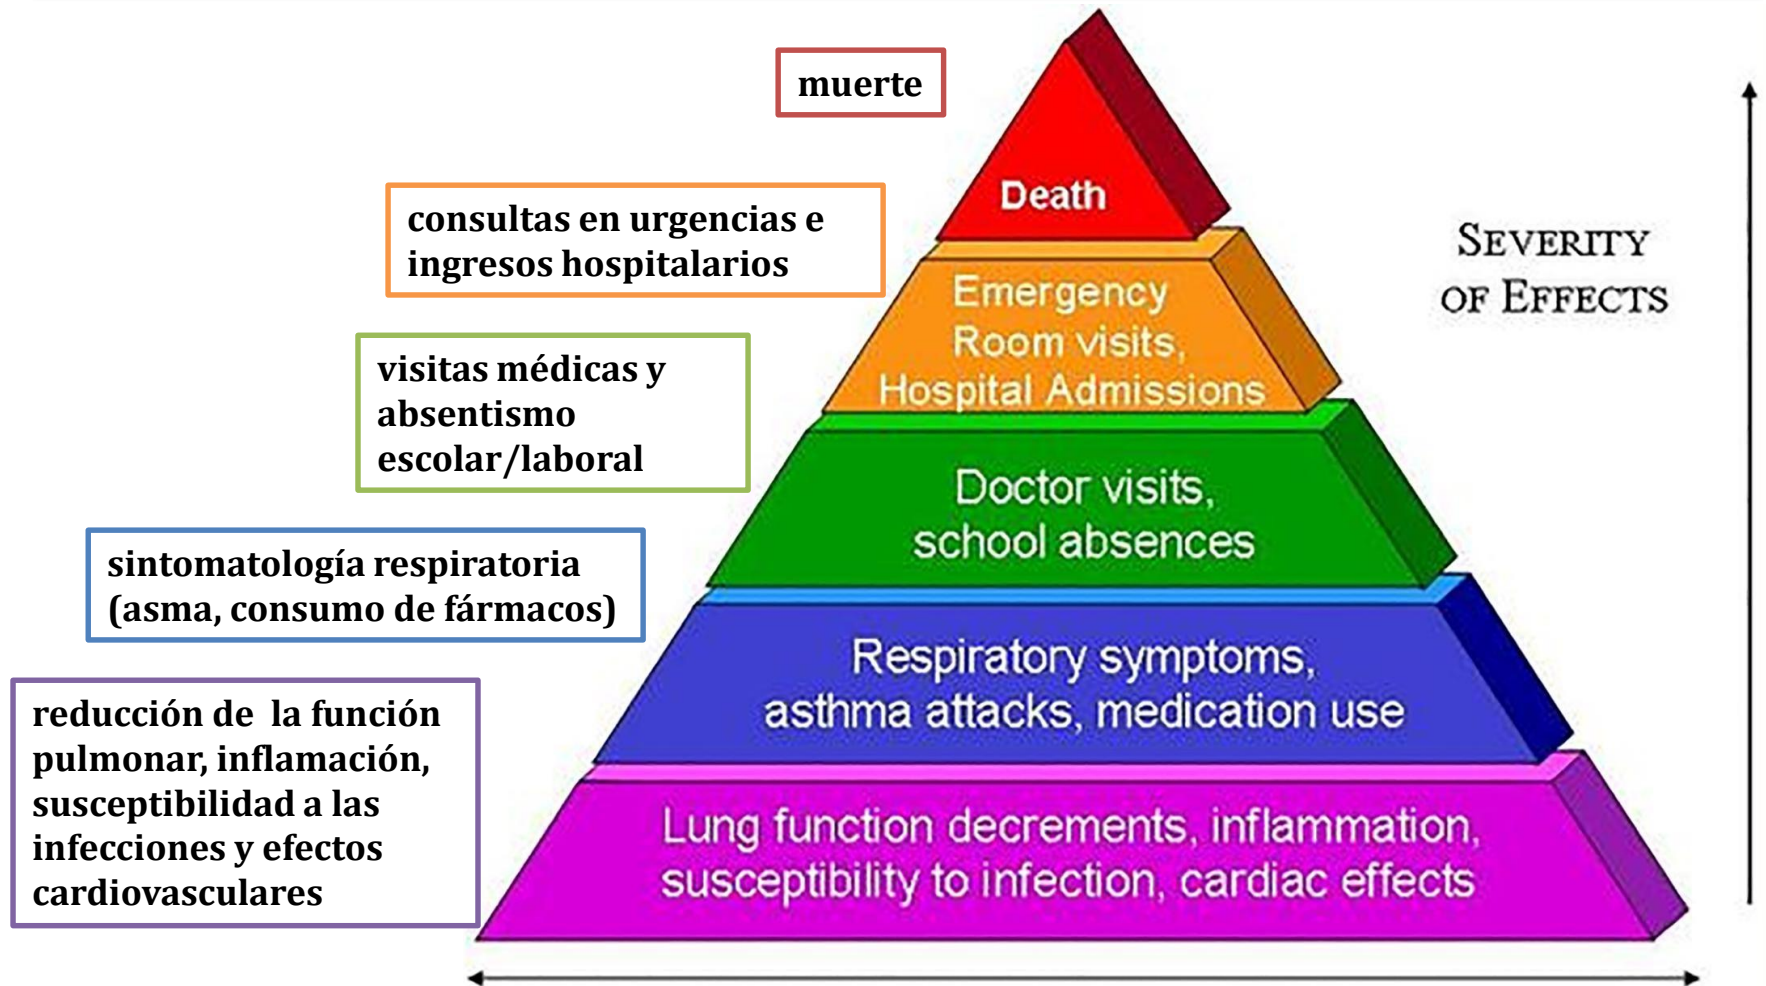 muerte
Death
consultas en urgencias e
ingresos hospitalarios
SEVERITY
OF EFFECTS
Emergency
Room visits,
Hospital Admissions
visitas médicas y
absentismo
escolar/laboral
Doctor visits,
school absences
sintomatología respiratoria
(asma, consumo de fármacos)
Respiratory symptoms,
asthma attacks, medication use
reducción de la función
pulmonar, inflamación,
susceptibilidad a las
infecciones y efectos
cardiovasculares
Lung function decrements, inflammation,
susceptibility to infection, cardiac effects